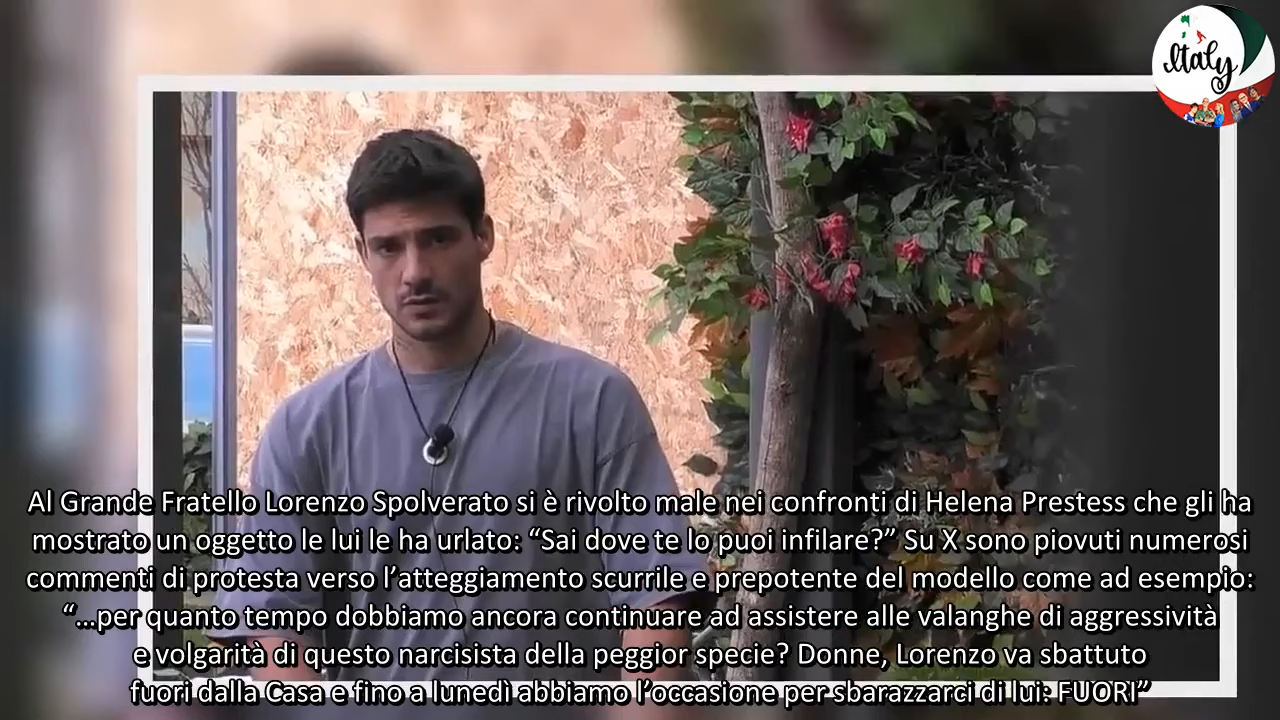 Italy
Al Grande Fratello Lorenzo Spolverato si è rivolto male nei confronti di Helena Prestess che gli ha
mostrato un oggetto le lui le ha urlato: “Sai dove te lo puoi infilare?” Su X sono piovuti numerosi
commenti di protesta verso l’atteggiamento scurrile e prepotente del modello come ad esempio:
“...per quanto tempo dobbiamo ancora continuare ad assistere alle valanghe di aggressività
e volgarità di questo narcisista della peggior specie? Donne, Lorenzo va sbattuto
fuori dalla Casa e fino a lunedì abbiamo l’occasione per sbarazzarci di lui: FUORI”